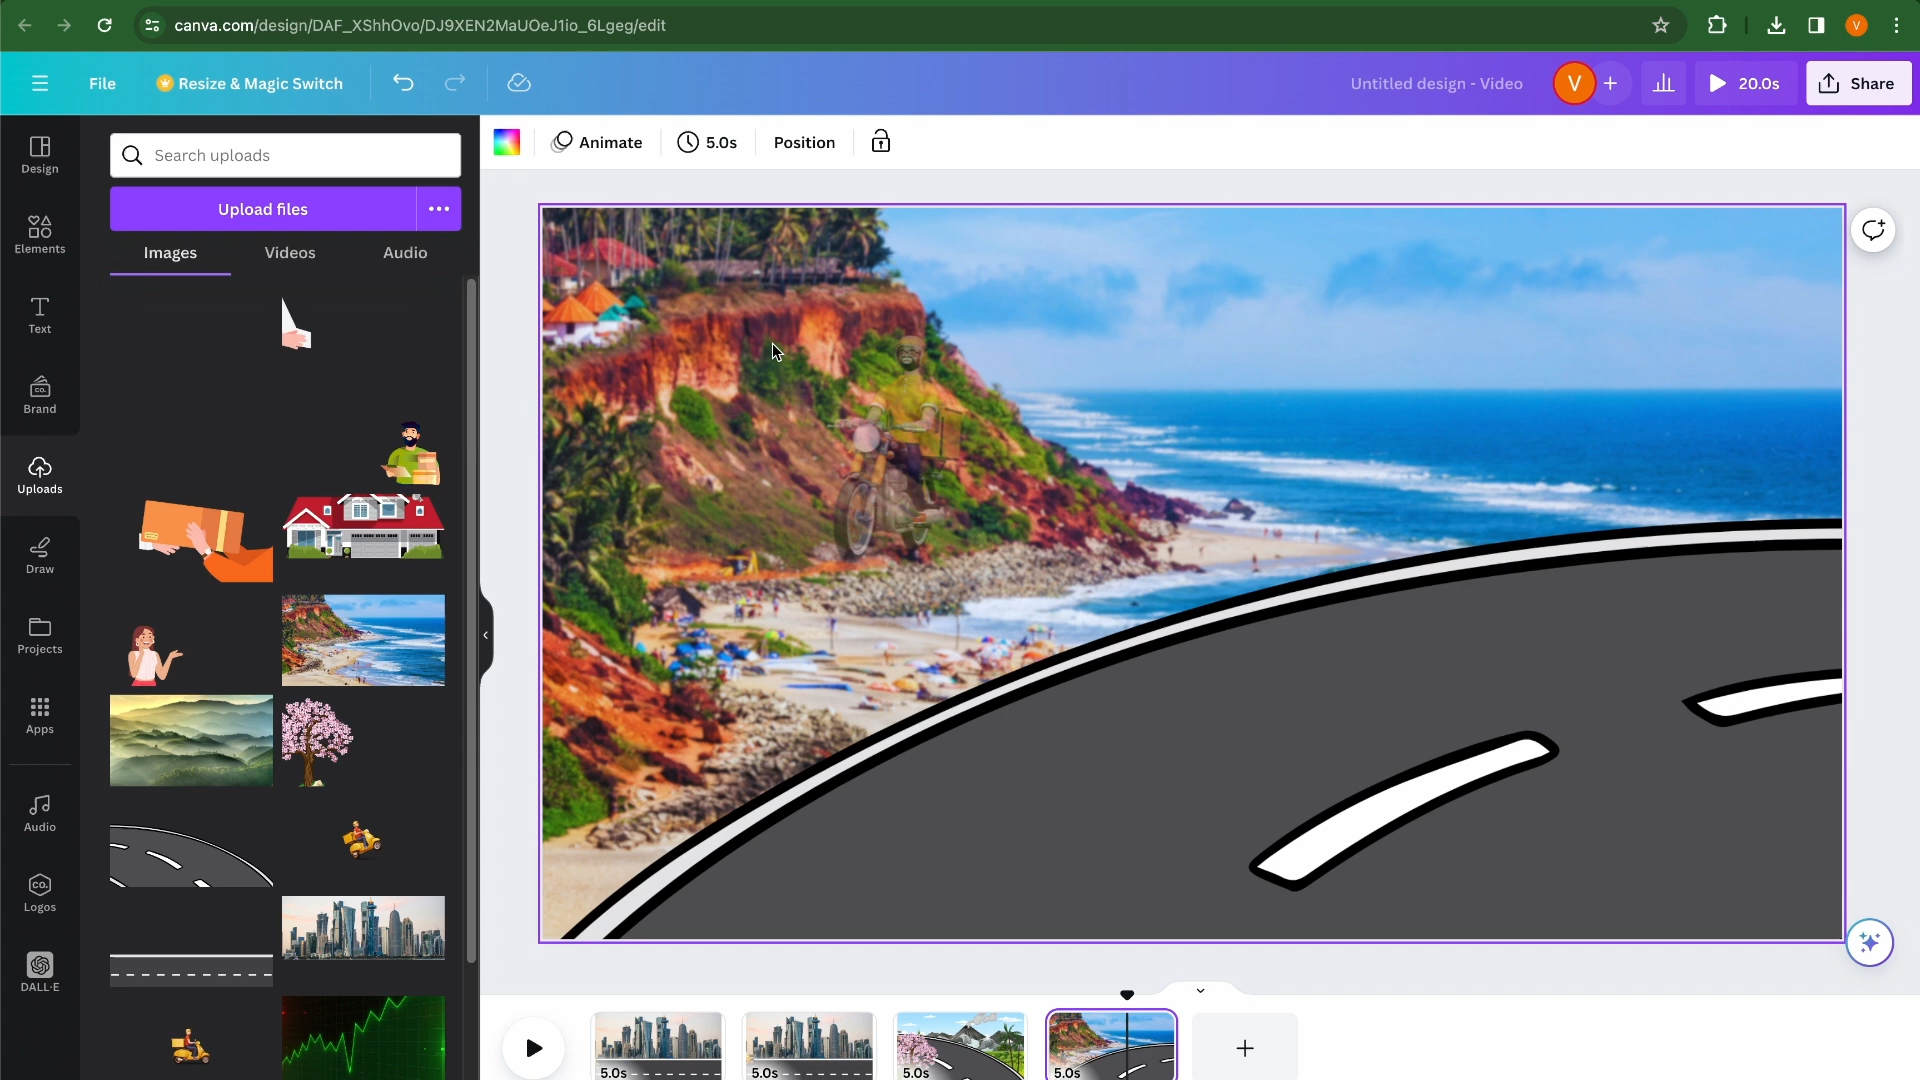 canva.com/design/DAF_XShhOvo/DJ9XEN2MaUOeJ1io_6Lgeg/edit
V
File
Resize & Magic Switch
Untitled design - Video
V
20.0s
Share
Design
Elements
Text
CO.
Brand
Uploads
Draw
Projects
Apps
Audio
CO.
Logos
DALL·E
Search uploads
Upload files
Images
Videos
Audio
Animate
5.0s
Position
5.0s
5.0s
5.0s
5.0s